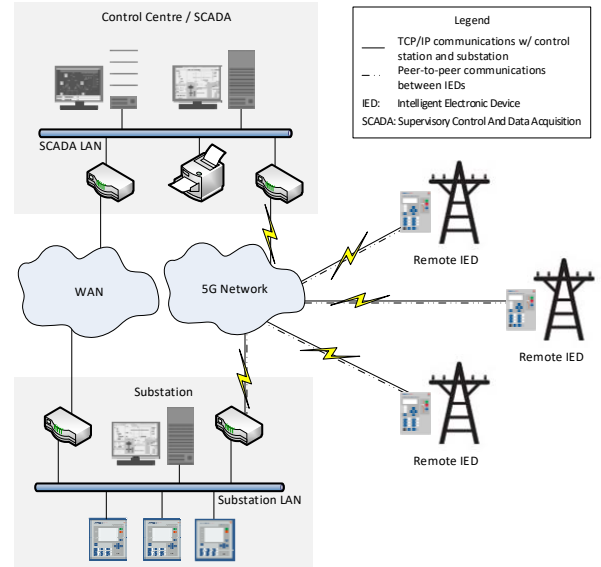 Control Centre / SCADA
SCADA LAN
Legend
TCP/IP communications w/ control
station and substation
Peer-to-peer communications
between IEDs
IED: Intelligent Electronic Device
SCADA: Supervisory Control And Data Acquisition
Remote IED
WAN
5G Network
Remote IED
Remote IED
Substation
Substation LAN